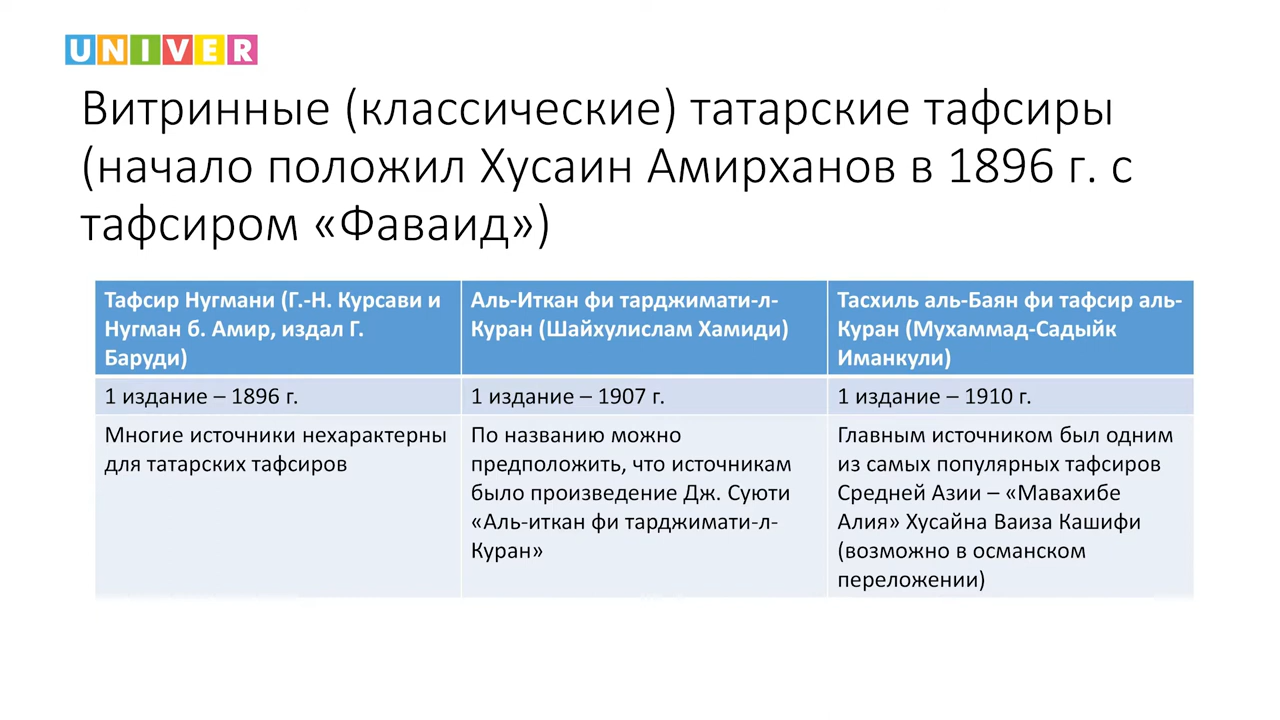 UNIVER
Витринные (классические) татарские тафсиры
(начало положил Хусаин Амирханов в 1896 г. с
тафсиром «Фаваид»)
Тафсир Нугмани (Г.-Н. Курсави и
Нугман б. Амир, издал Г.
Баруди)
Аль-Иткан фи тарджимати-л-
Куран (Шайхулислам Хамиди)
Тасхиль аль-Баян фи тафсир аль-
Куран (Мухаммад-Садыйк
Иманкули)
1 издание – 1896 г.
1 издание – 1907 г.
1 издание – 1910 г.
Многие источники нехарактерны
для татарских тафсиров
По названию можно
предположить, что источникам
было произведение Дж. Суюти
«Аль-иткан фи тарджимати-л-
Куран»
Главным источником был одним
из самых популярных тафсиров
Средней Азии – «Мавахибе
Алия» Хусайна Ваиза Кашифи
(возможно в османском
переложении)